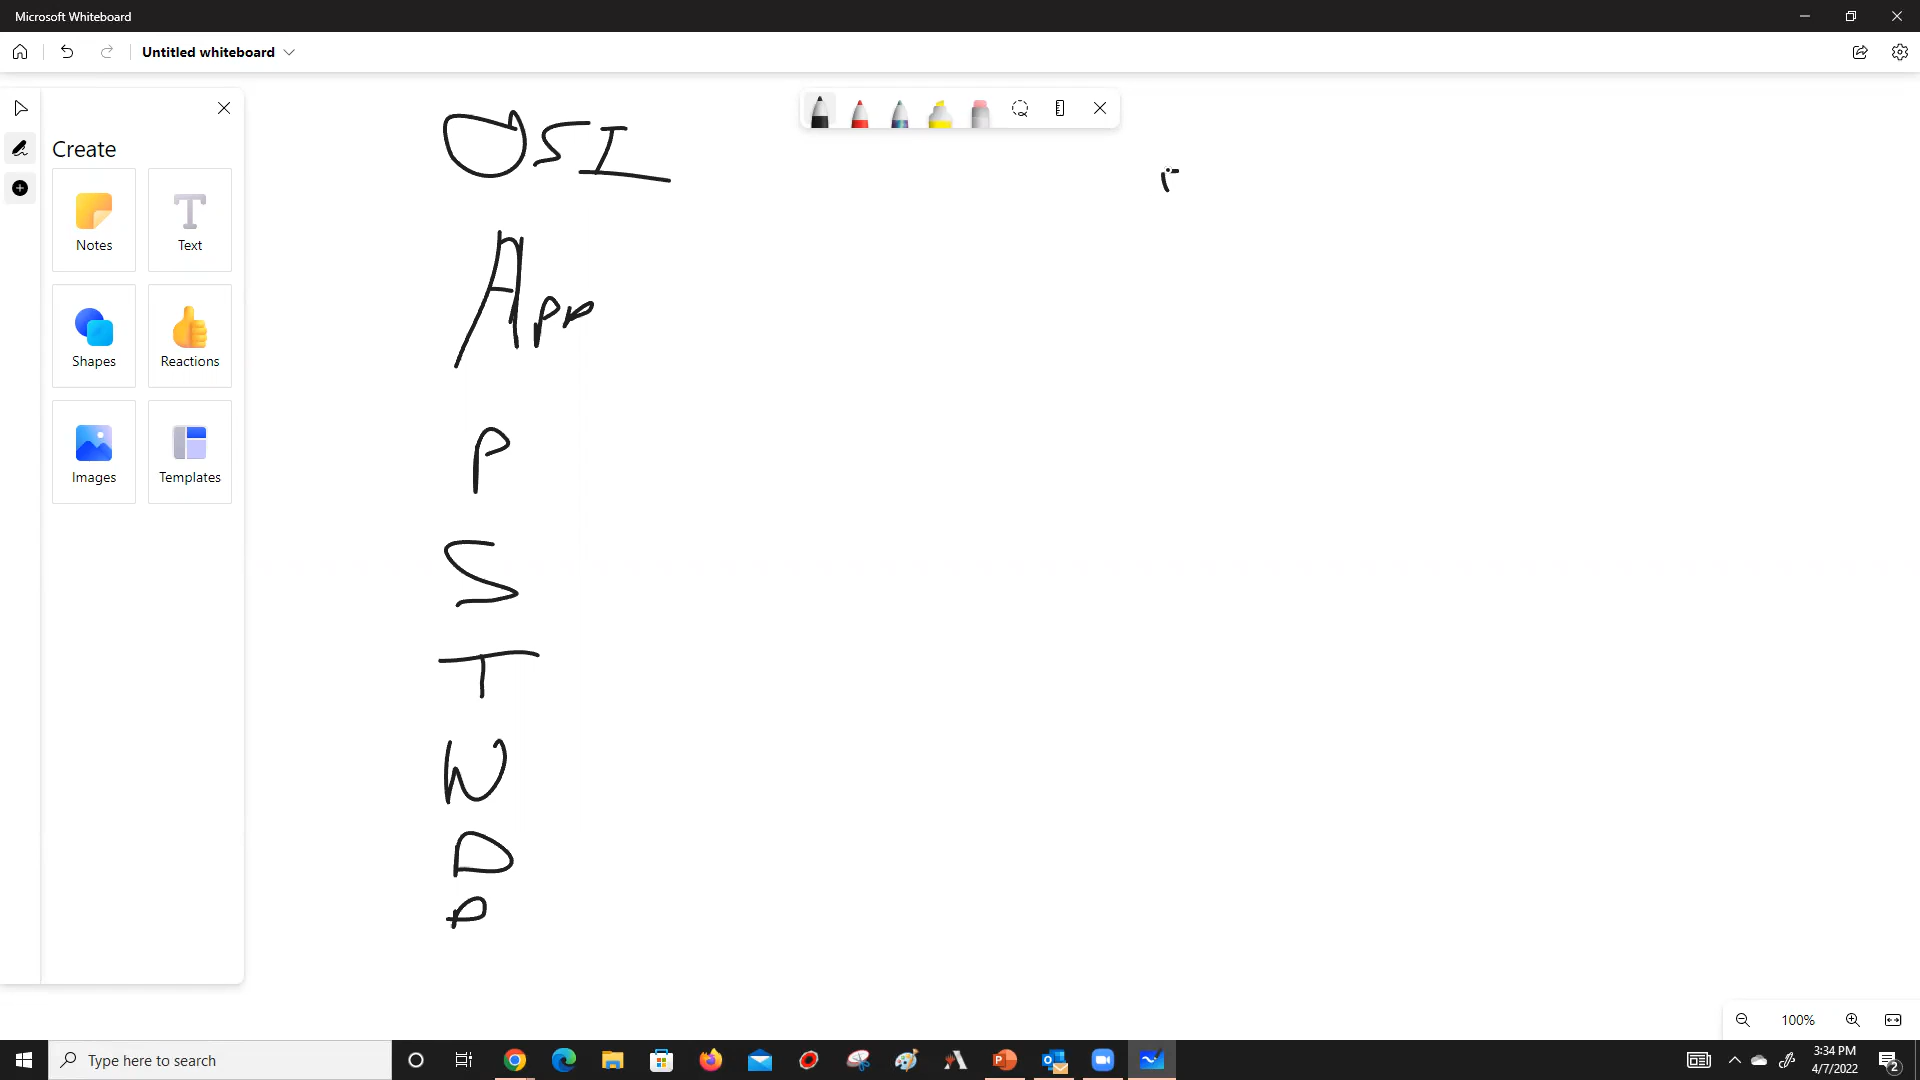 Microsoft Whiteboard
Untitled whiteboard
Create
Notes
Text
Shapes
Reactions
Images
Templates
OSI
App
P
S
T
N
D
P
100%
Type here to search
3:34 PM
4/7/2022
2